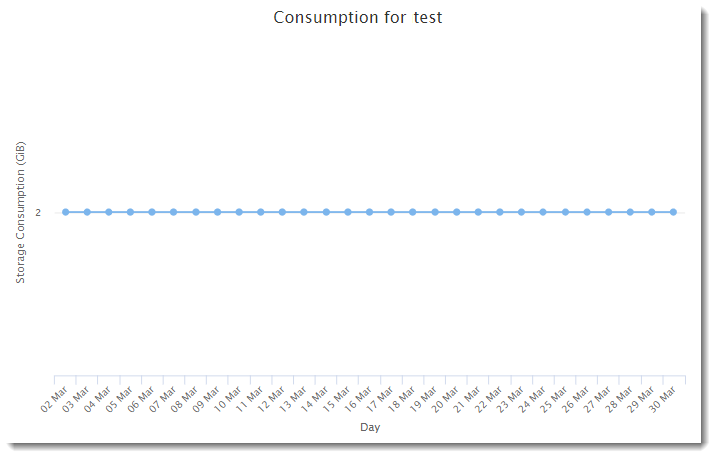 Consumption for test
Storage Consumption (GiB)
2
02 Mar
03 Mar
04 Mar
05 Mar
06 Mar
07 Mar
08 Mar
09 Mar
10 Mar
11 Mar
12 Mar
13 Mar
14 Mar
15 Mar
16 Mar
17 Mar
18 Mar
19 Mar
20 Mar
21 Mar
22 Mar
23 Mar
24 Mar
25 Mar
26 Mar
27 Mar
28 Mar
29 Mar
30 Mar
Day